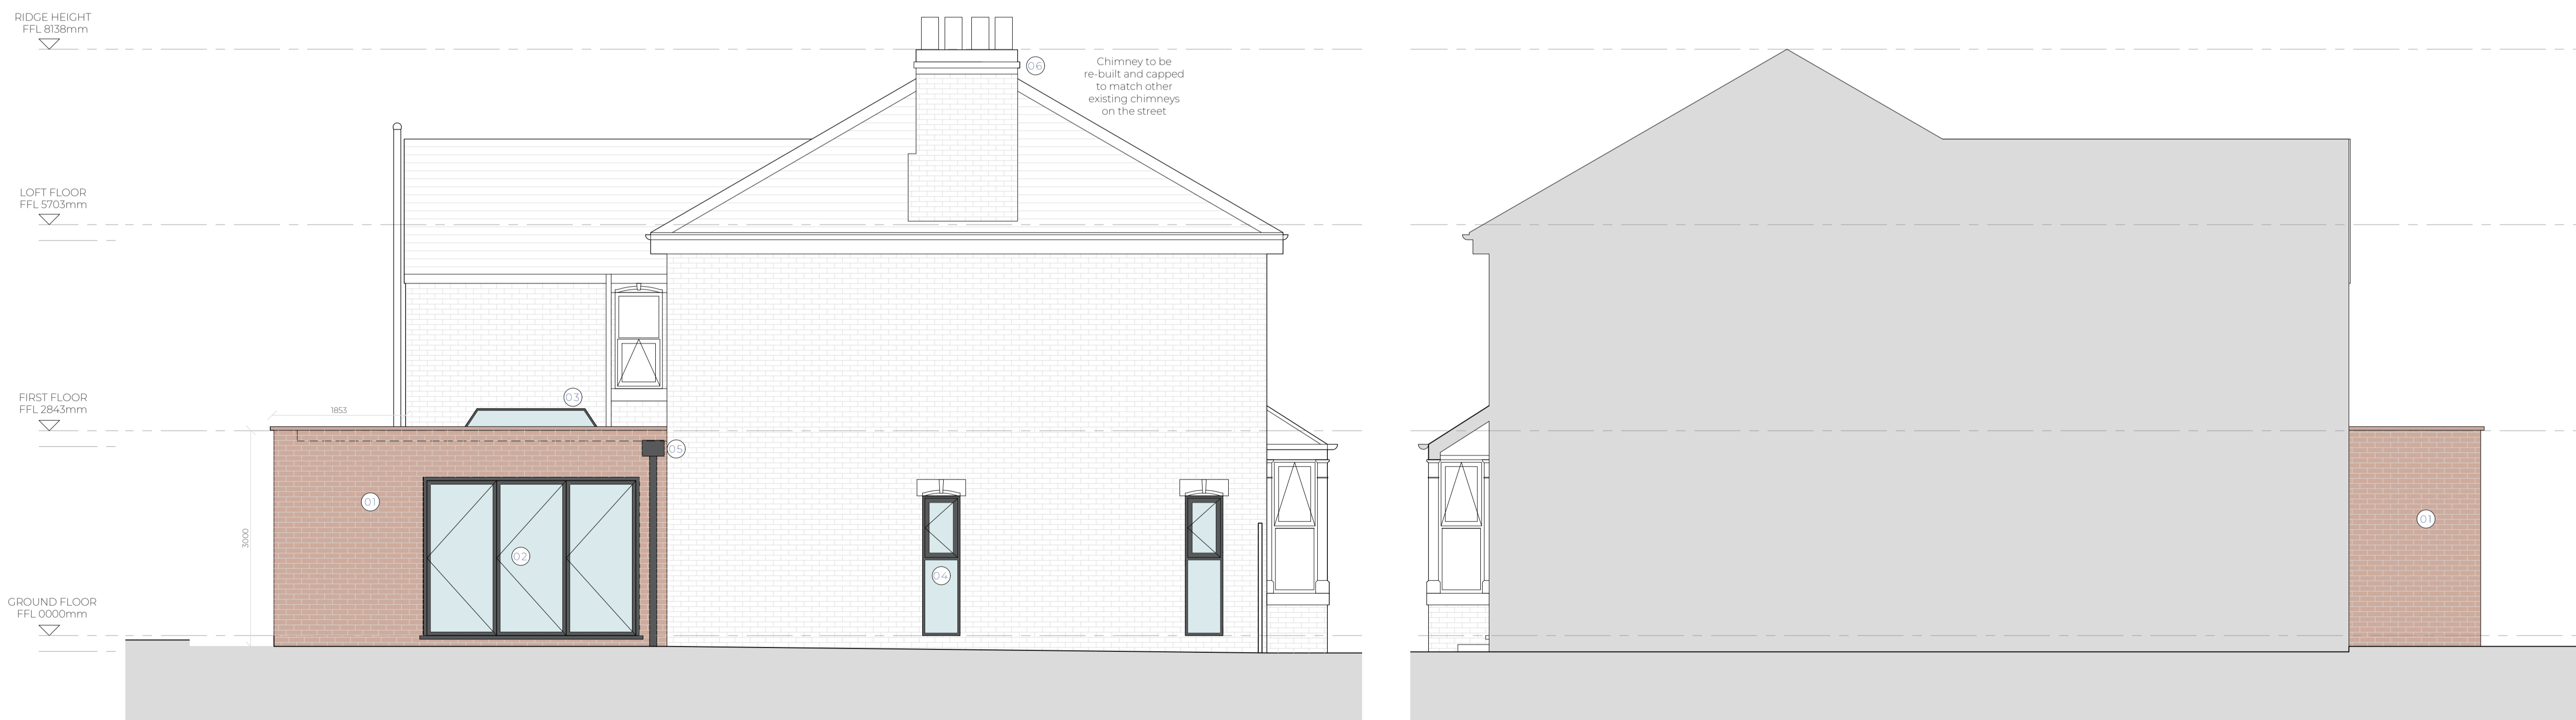 RIDGE HEIGHT
FFL 8138mm
06
Chimney to be
re-built and capped
to match other
existing chimneys
on the street
LOFT FLOOR
FFL 5703mm
FIRST FLOOR
FFL 2843mm
1853
03
05
01
02
3000
04
01
GROUND FLOOR
FFL 0000mm